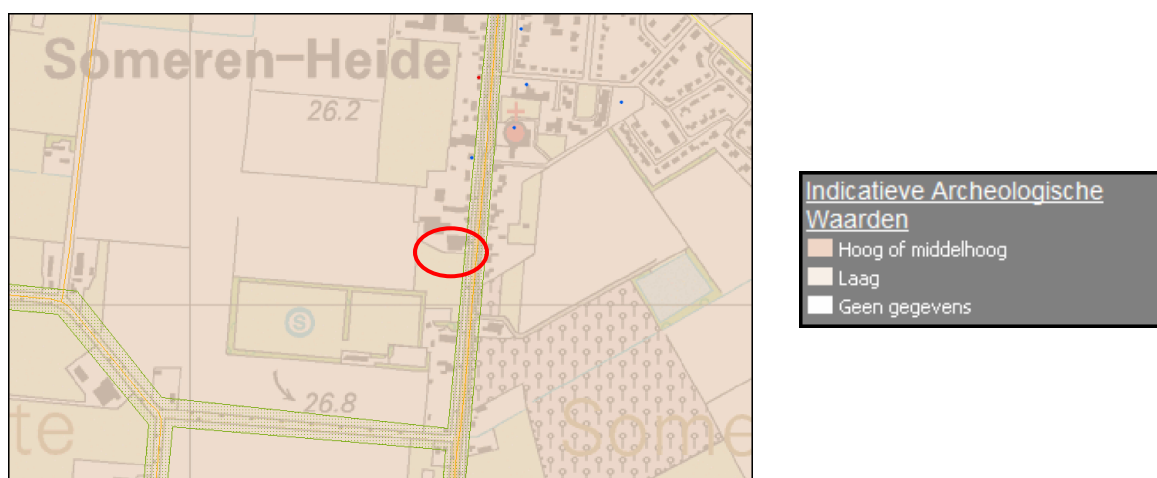 Someren-Heide
26.2
S
26.8
te
Some
Indicatieve Archeologische
Waarden
Hoog of middelhoog
Laag
Geen gegevens